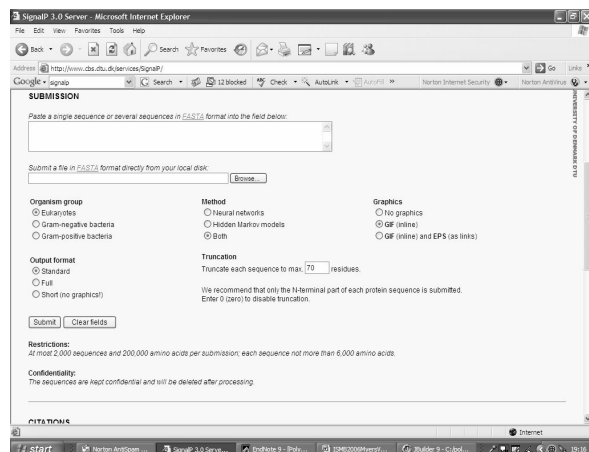 SignalP 3.0 Server - Microsoft Internet Explorer
File Edit View Favorites Tools Help
Back Search Favorites
Address http://www.cbs.dtu.dk/services/SignalP/ Go Links
Google signalp Search 12 blocked Check AutoLink AutoFill Norton Internet Security Norton Antivirus
SUBMISSION
Paste a single sequence or several sequences in FASTA format into the field below:
UNIVERSITY OF DENMARK DTU
Submit a file in FASTA format directly from your local disk:
Browse...
Organism group Method Graphics
Eukaryotes Neural networks No graphics
Gram-negative bacteria Hidden Markov models GIF (inline)
Gram-positive bacteria Both GIF (inline) and EPS (as links)
Output format Truncation
Standard Truncate each sequence to max. 70 residues.
Full
Short (no graphics!) We recommend that only the N-terminal part of each protein sequence is submitted.
Enter 0 (zero) to disable truncation.
Submit Clear fields
Restrictions:
At most 2,000 sequences and 200,000 amino acids per submission; each sequence not more than 6,000 amino acids.
Confidentiality:
The sequences are kept confidential and will be deleted after processing.
CITATIONS
Internet
start Norton AntiSpam ... SignalP 3.0 Serve... EndNote 9 - [Poly... ISMB2006MyersV... JBuilder 9 - C:/pol... 19:16